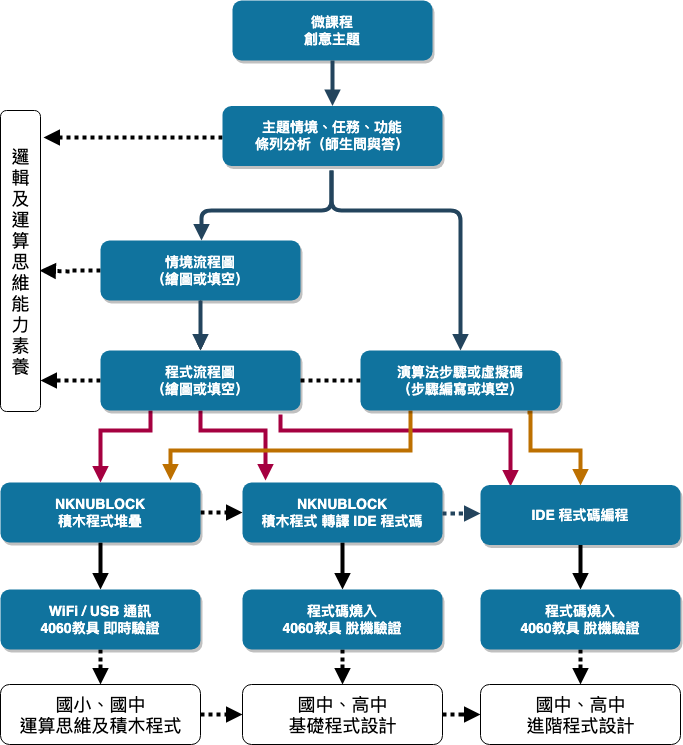 微課程
創意主題
主題情境、任務、功能
條列分析（師生問與答）
邏輯及運算思維能力素養
情境流程圖
（繪圖或填空）
程式流程圖
（繪圖或填空）
演算法步驟或虛擬碼
（步驟編寫或填空）
NKNUBLOCK
積木程式堆疊
NKNUBLOCK
積木程式 轉譯 IDE 程式碼
IDE 程式碼編程
WiFi / USB 通訊
4060教具 即時驗證
程式碼燒入
4060教具 脫機驗證
程式碼燒入
4060教具 脫機驗證
國小、國中
運算思維及積木程式
國中、高中
基礎程式設計
國中、高中
進階程式設計